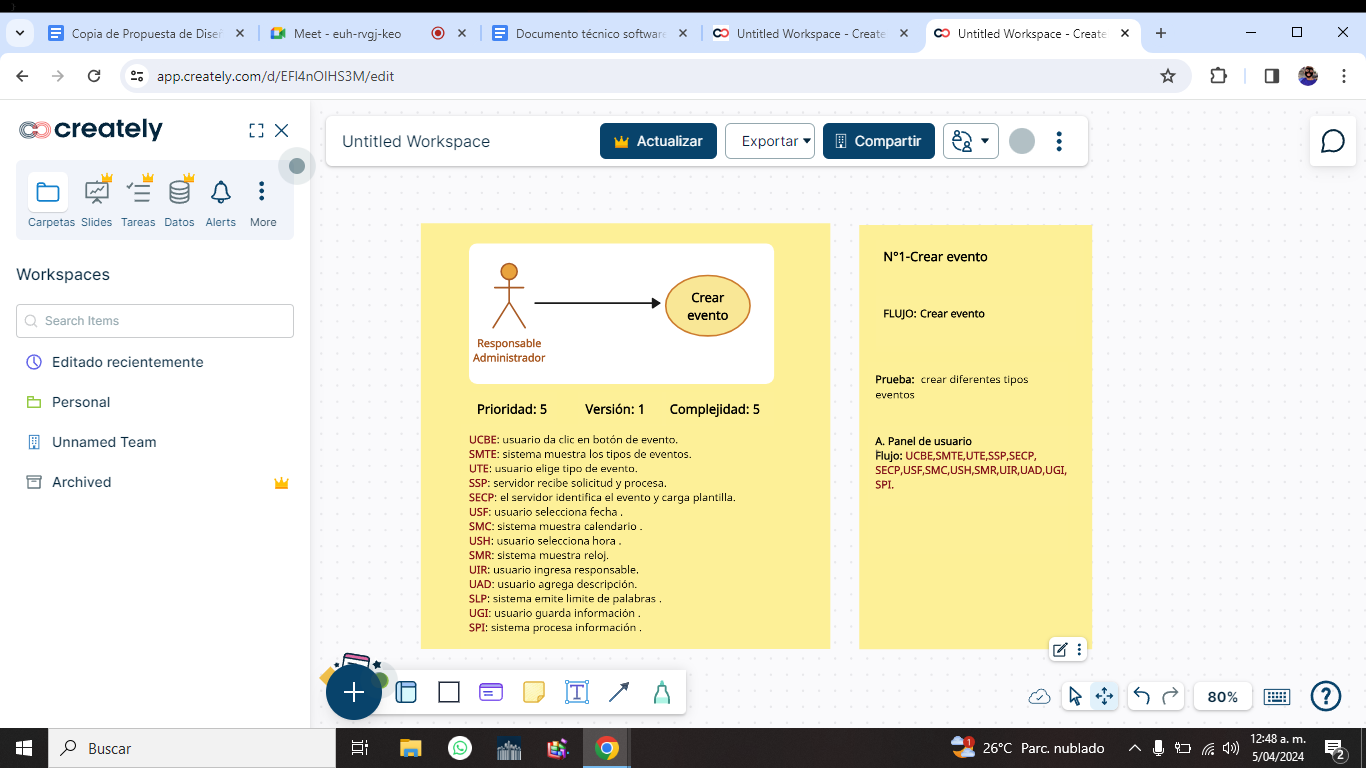 Copia de Propuesta de Dise
Meet - euh-rvgj-keo
Documento técnico software
Untitled Workspace - Create
Untitled Workspace - Create
app.creately.com/d/EFl4nOlHS3M/edit
creately
Untitled Workspace
Actualizar
Exportar
Compartir
Carpetas
Slides
Tareas
Datos
Alerts
More
Workspaces
Search Items
Editado recientemente
Personal
Unnamed Team
Archived
Crear
evento
Responsable
Administrador
Prioridad: 5
Versión: 1
Complejidad: 5
UCBE: usuario da clic en botón de evento.
SMTE: sistema muestra los tipos de eventos.
UTE: usuario elige tipo de evento.
SSP: servidor recibe solicitud y procesa.
SECP: el servidor identifica el evento y carga plantilla.
USF: usuario selecciona fecha .
SMC: sistema muestra calendario .
USH: usuario selecciona hora .
SMR: sistema muestra reloj.
UIR: usuario ingresa responsable.
UAD: usuario agrega descripción.
SLP: sistema emite limite de palabras .
UGI: usuario guarda información .
SPI: sistema procesa información .
N°1-Crear evento
FLUJO: Crear evento
Prueba: crear diferentes tipos
eventos
A. Panel de usuario
Flujo: UCBE,SMTE,UTE,SSP,SECP,
SECP,USF,SMC,USH,SMR,UIR,UAD,UGI,
SPI.
80%
Buscar
26°C Parc. nublado
12:48 a. m.
5/04/2024
1
2